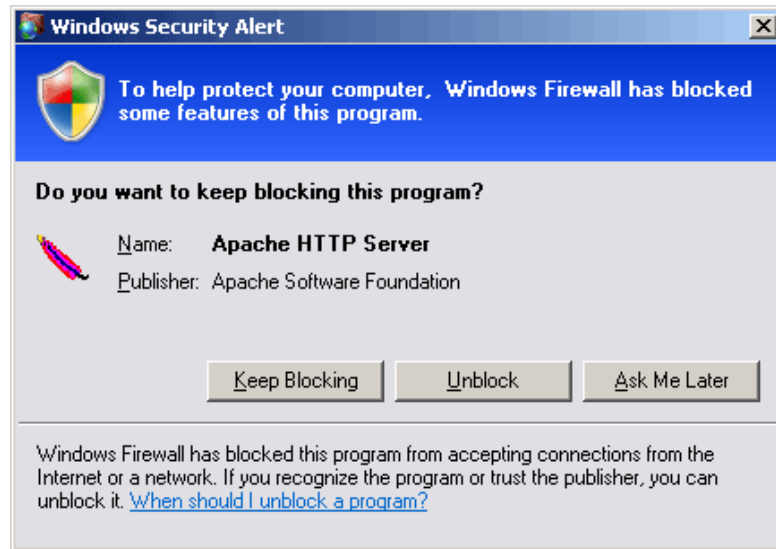 Windows Security Alert
To help protect your computer, Windows Firewall has blocked
some features of this program.
Do you want to keep blocking this program?
Name: Apache HTTP Server
Publisher: Apache Software Foundation
Keep Blocking Unblock Ask Me Later
Windows Firewall has blocked this program from accepting connections from the
Internet or a network. If you recognize the program or trust the publisher, you can
unblock it. When should I unblock a program?